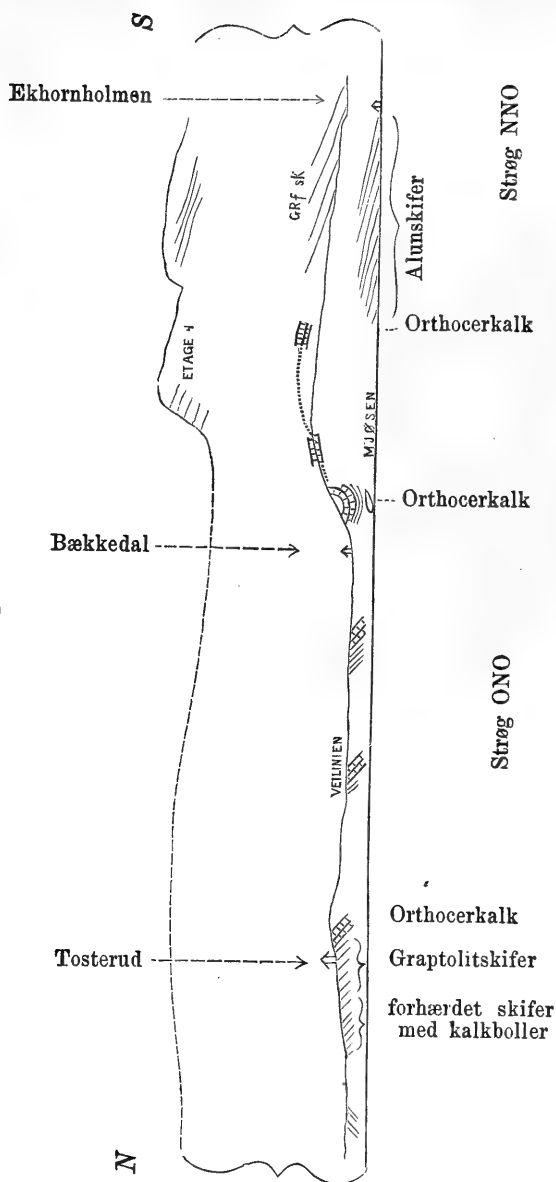 S
Ekhornholmen
Strøg NNO
GRf sK
Alunskifer
Orthocerkalk
ETAGE 4
MJØSEN
Orthocerkalk
Bækkedal
Strøg ONO
VEILINIEN
Orthocerkalk
Tosterud
Graptolitskifer
forhærdet skifer
med kalkboller
N